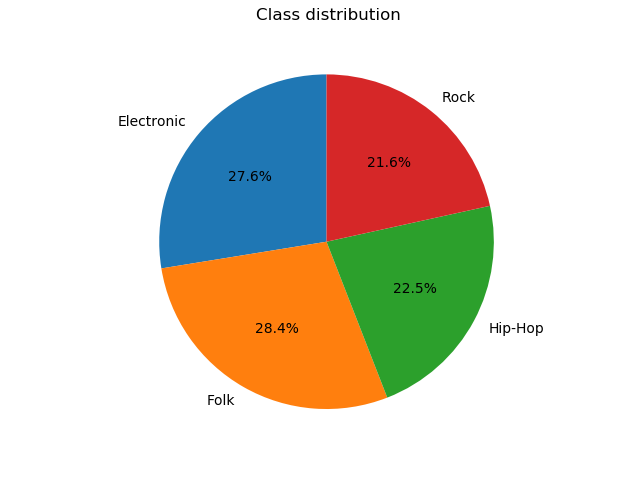 Class distribution
Rock
Electronic
21.6%
27.6%
22.5%
28.4%
Hip-Hop
Folk